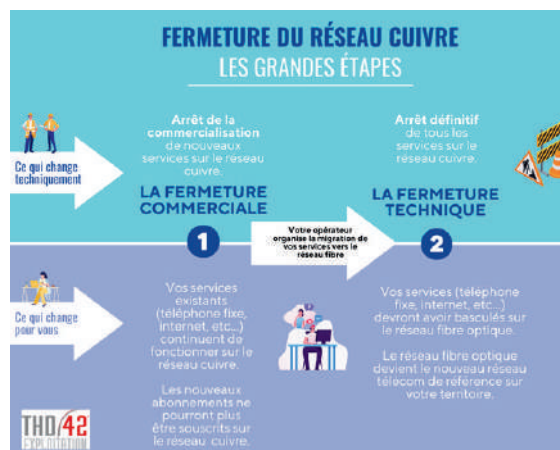 FERMETURE DU RÉSEAU CUIVRE
LES GRANDES ÉTAPES
Ce qui change
techniquement
Arrêt de la
commercialisation
de nouveaux
services sur le réseau
cuivre.
LA FERMETURE
COMMERCIALE
1
Votre opérateur
organise la migration de
vos services vers le
réseau fibre
Arrêt définitif
de tous les
services sur le
réseau cuivre.
LA FERMETURE
TECHNIQUE
2
Ce qui change
pour vous
Vos services
existants
(téléphone fixe,
internet, etc...)
continuent de
fonctionner sur le
réseau cuivre.
Les nouveaux
abonnements ne
pourront plus
être souscrits sur
le réseau cuivre.
Vos services (téléphone
fixe, internet, etc...)
devront avoir basculés sur
le réseau fibre optique.
Le réseau fibre optique
devient le nouveau réseau
télécom de référence sur
votre territoire.
THD 42
EXPLOITATION